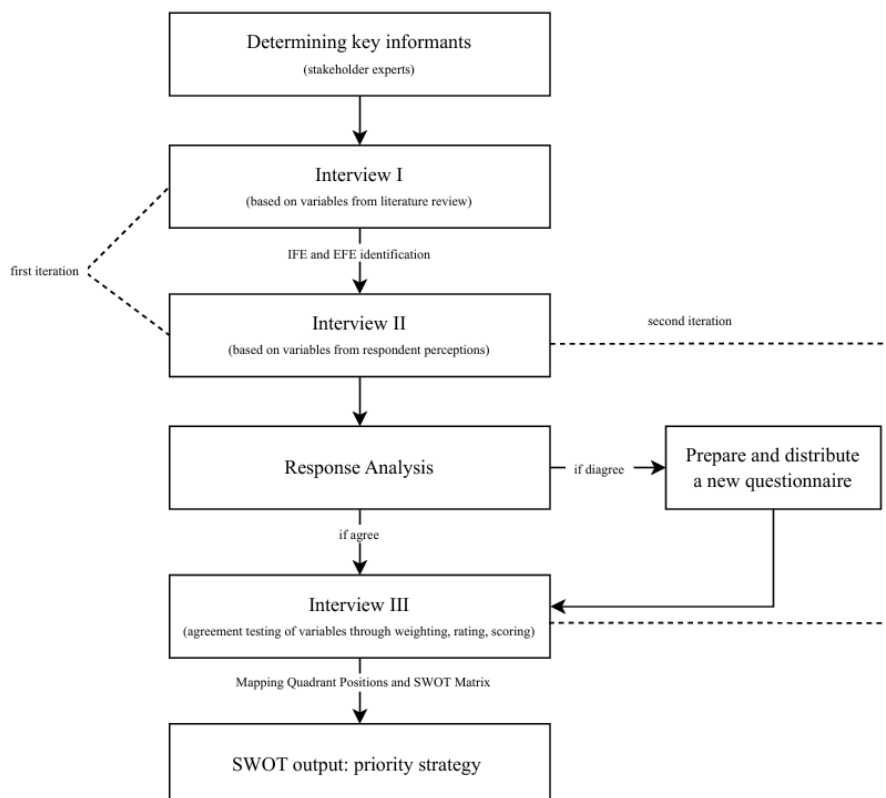 Determining key informants
(stakeholder experts)
Interview I
(based on variables from literature review)
IFE and EFE identification
first iteration
Interview II
(based on variables from respondent perceptions)
second iteration
Response Analysis
if diagree
Prepare and distribute
a new questionnaire
if agree
Interview III
(agreement testing of variables through weighting, rating, scoring)
Mapping Quadrant Positions and SWOT Matrix
SWOT output: priority strategy